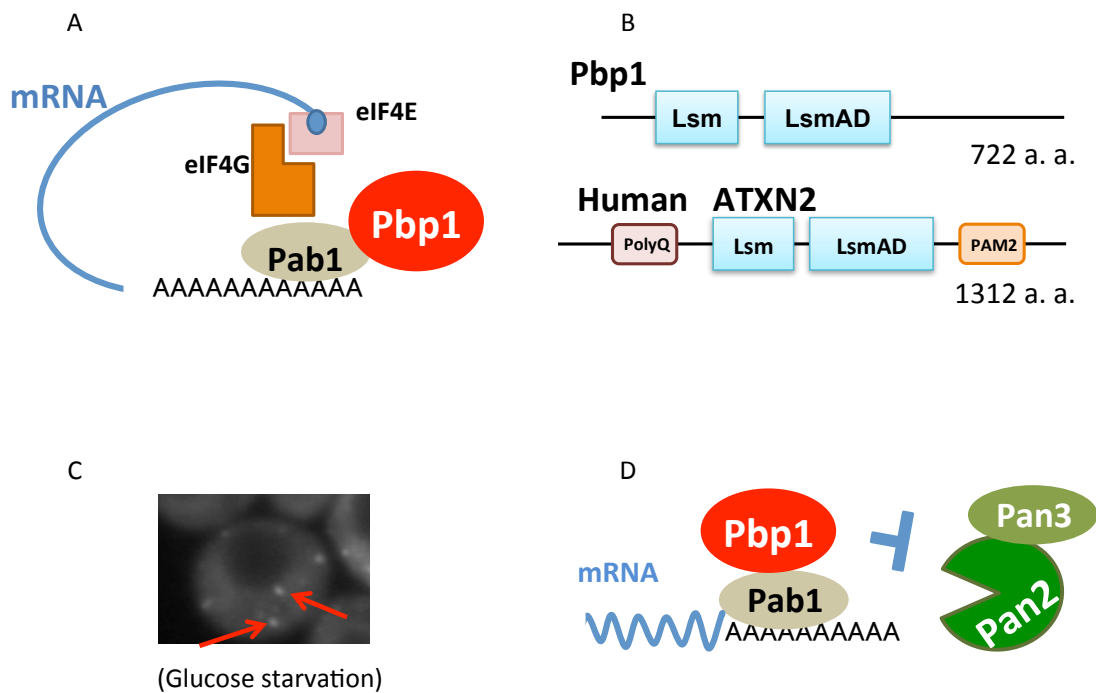 A
mRNA
eIF4E
eIF4G
Pbp1
Pab1
AAAAAAAAAAAA
B
Pbp1
Lsm
LsmAD
722 a. a.
Human ATXN2
PolyQ
Lsm
LsmAD
PAM2
1312 a. a.
C
(Glucose starvation)
D
Pan3
Pbp1
mRNA
Pab1
Pan2
AAAAAAAAAA